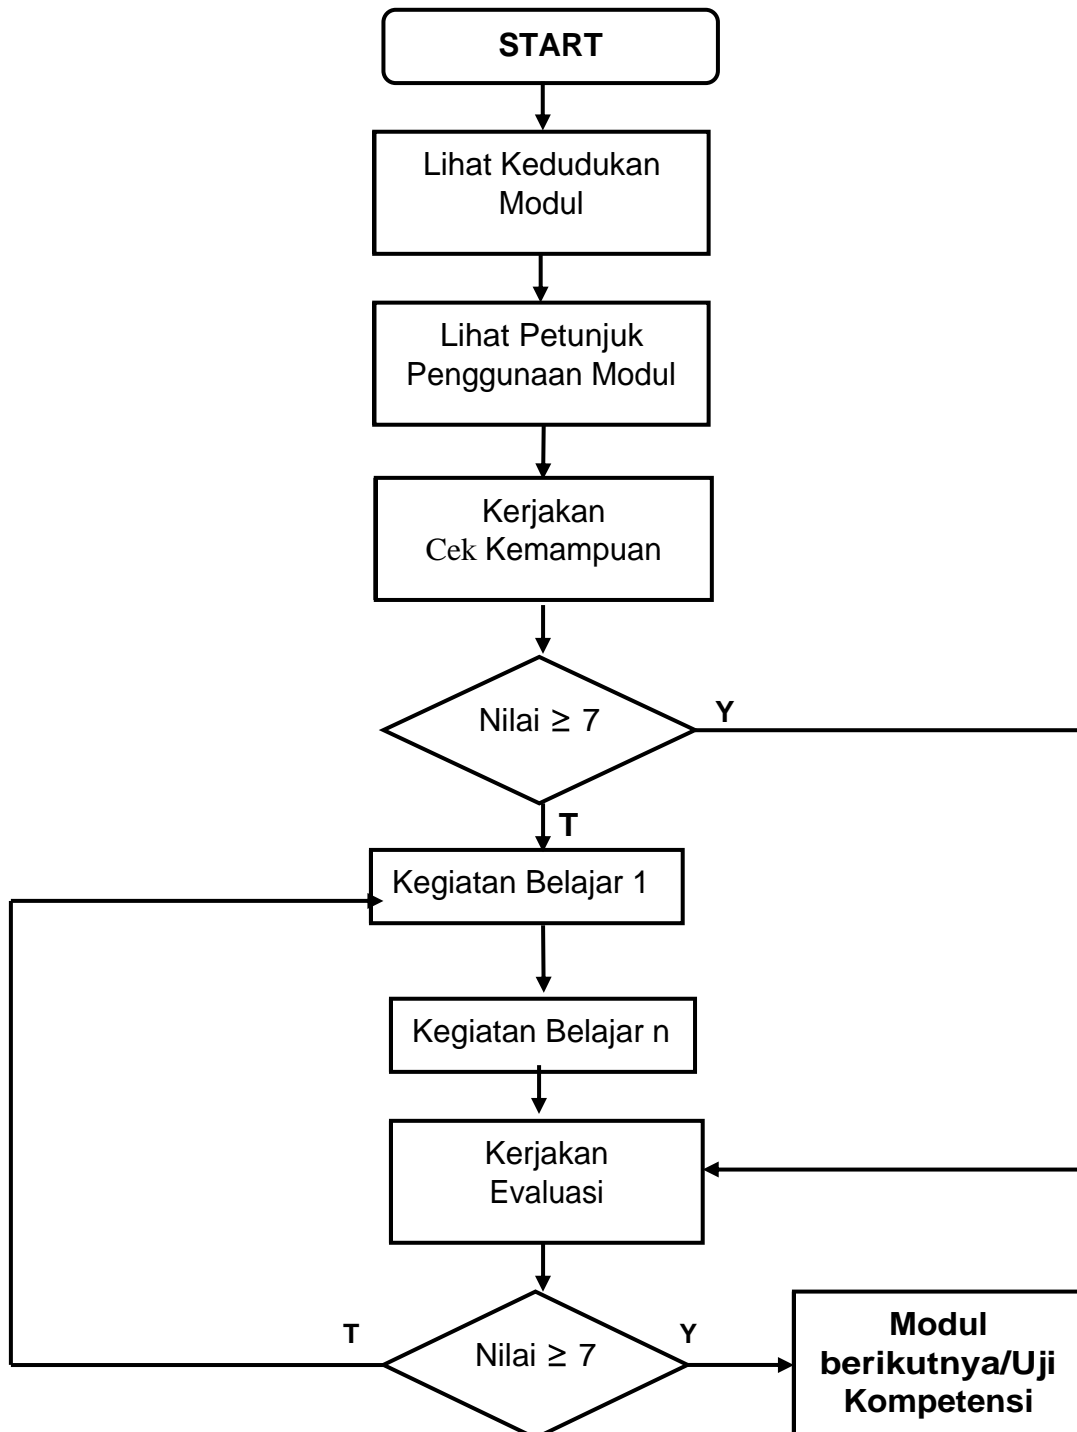 START
Lihat Kedudukan
Modul
Lihat Petunjuk
Penggunaan Modul
Kerjakan
Cek Kemampuan
Nilai ≥ 7
Y
T
Kegiatan Belajar 1
Kegiatan Belajar n
Kerjakan
Evaluasi
T
Nilai ≥ 7
Y
Modul
berikutnya/Uji
Kompetensi